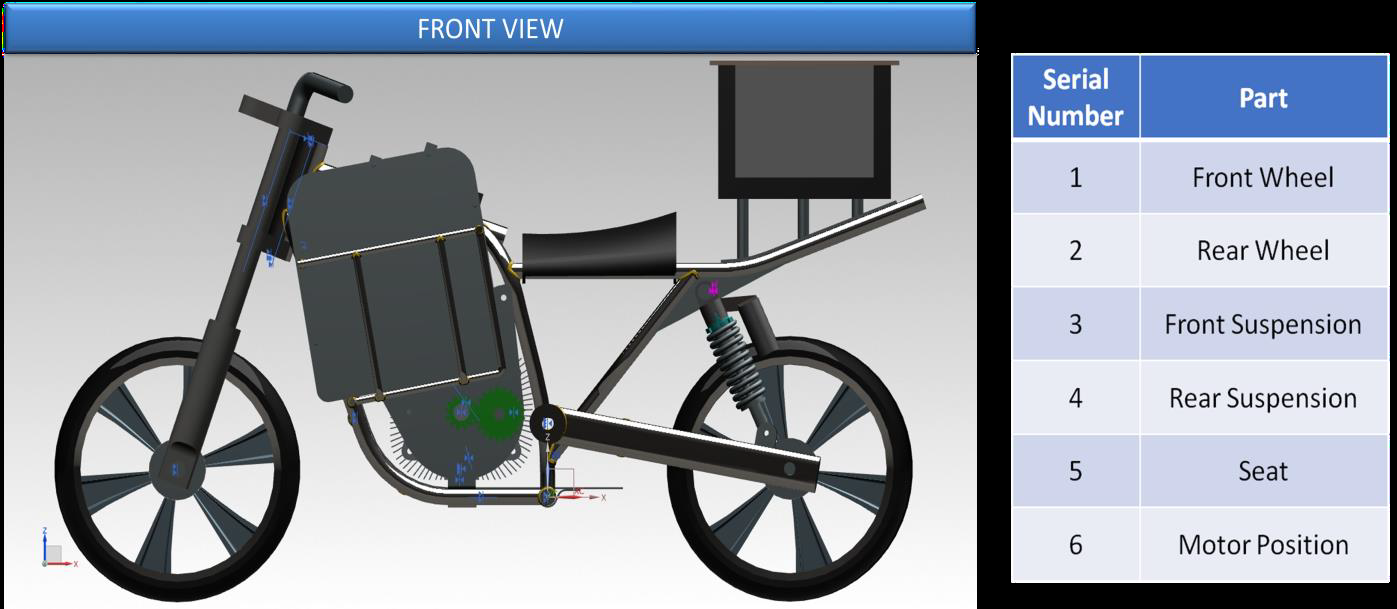 FRONT VIEW
Serial Number Part
1 Front Wheel
2 Rear Wheel
3 Front Suspension
4 Rear Suspension
5 Seat
6 Motor Position
Z
X
Z
X